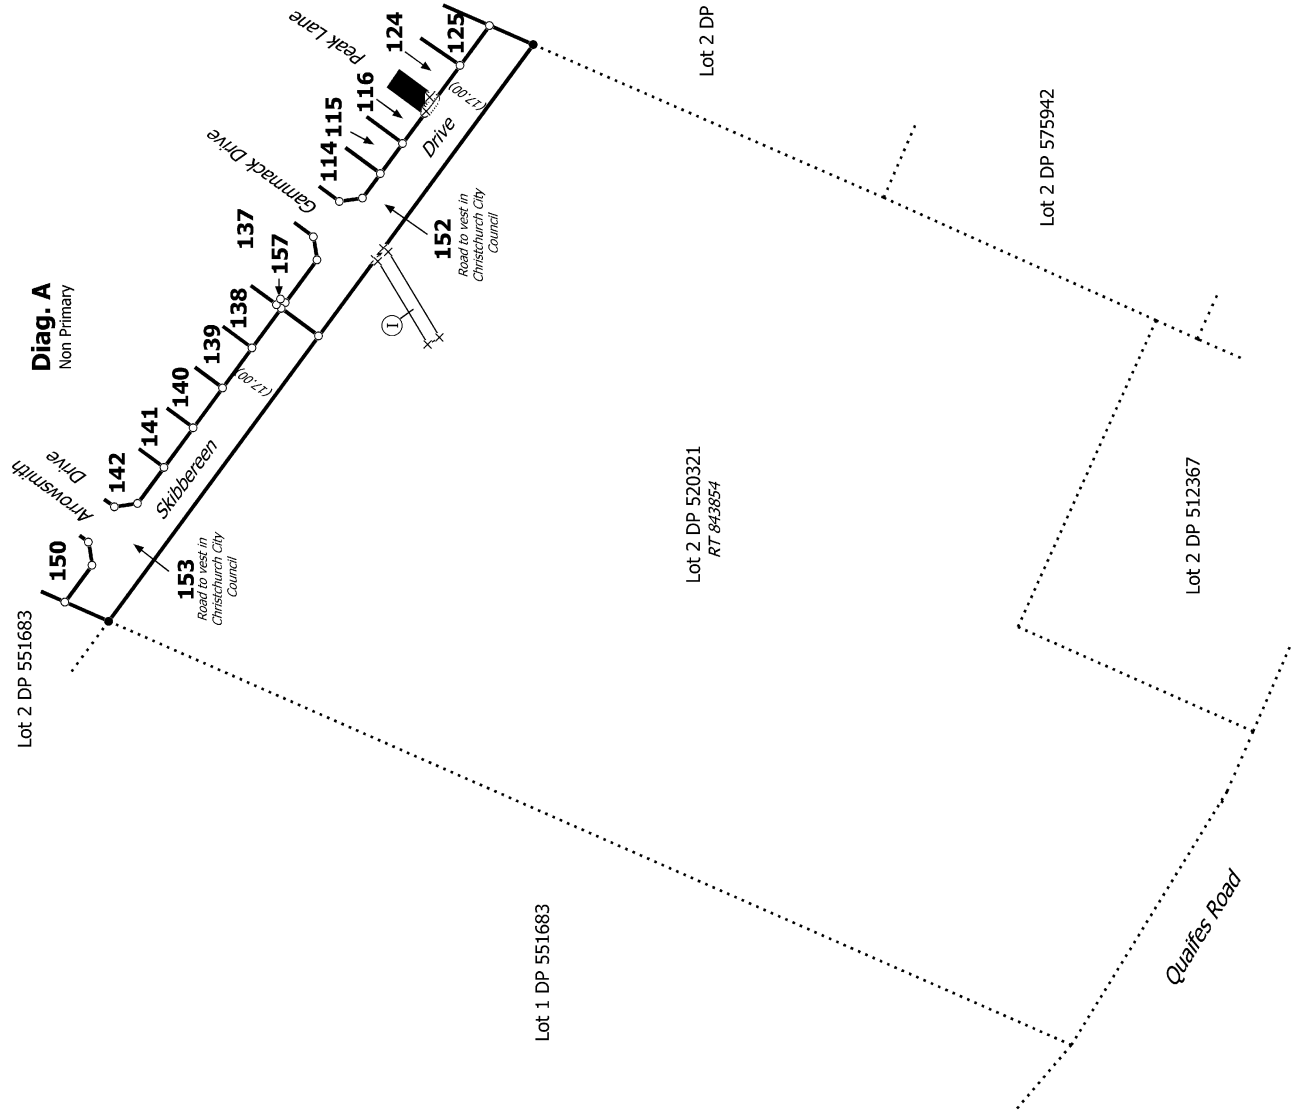 Diag. A
Non Primary
Lot 2 DP 551683
150
Arrowsmith
Drive
142
141
140
139
138
157
137
Gammack Drive
114
115
116
Peak Lane
124
125
Skibbereen
Drive
(17.00)
(17.00)
153
Road to vest in
Christchurch City
Council
152
Road to vest in
Christchurch City
Council
I
Lot 2 DP
Lot 2 DP 575942
Lot 2 DP 520321
RT 843854
Lot 2 DP 512367
Lot 1 DP 551683
Quaifes Road